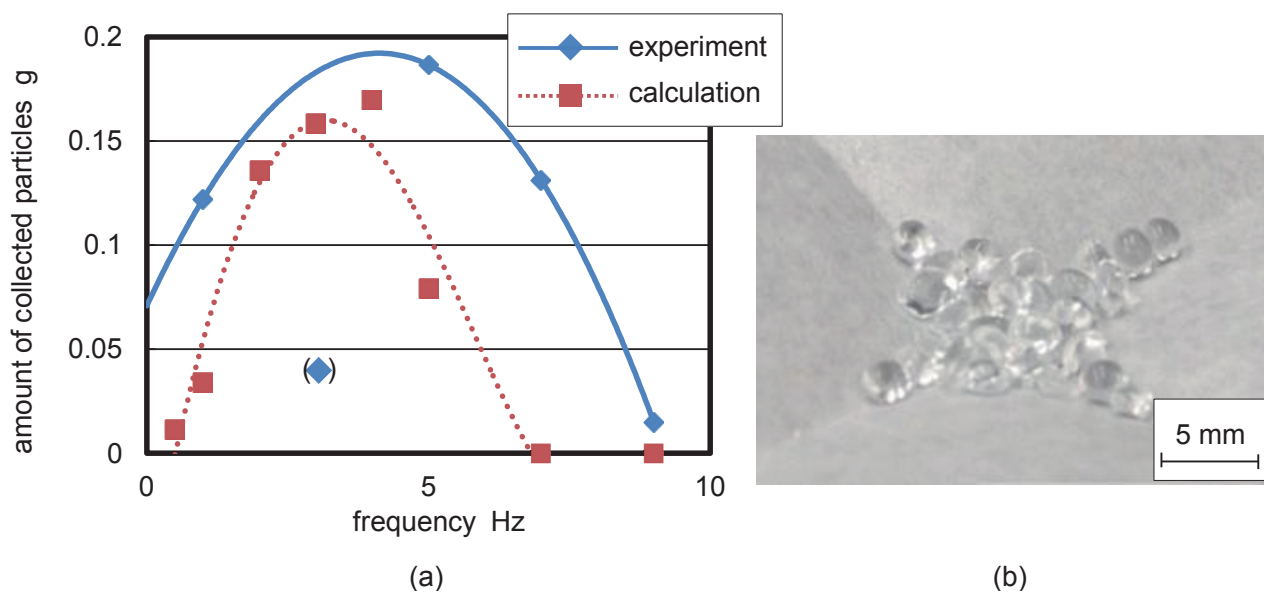 amount of collected particles g
0.2
0.15
0.1
0.05
0
experiment
calculation
( )
0
5
10
frequency Hz
(a)
5 mm
(b)